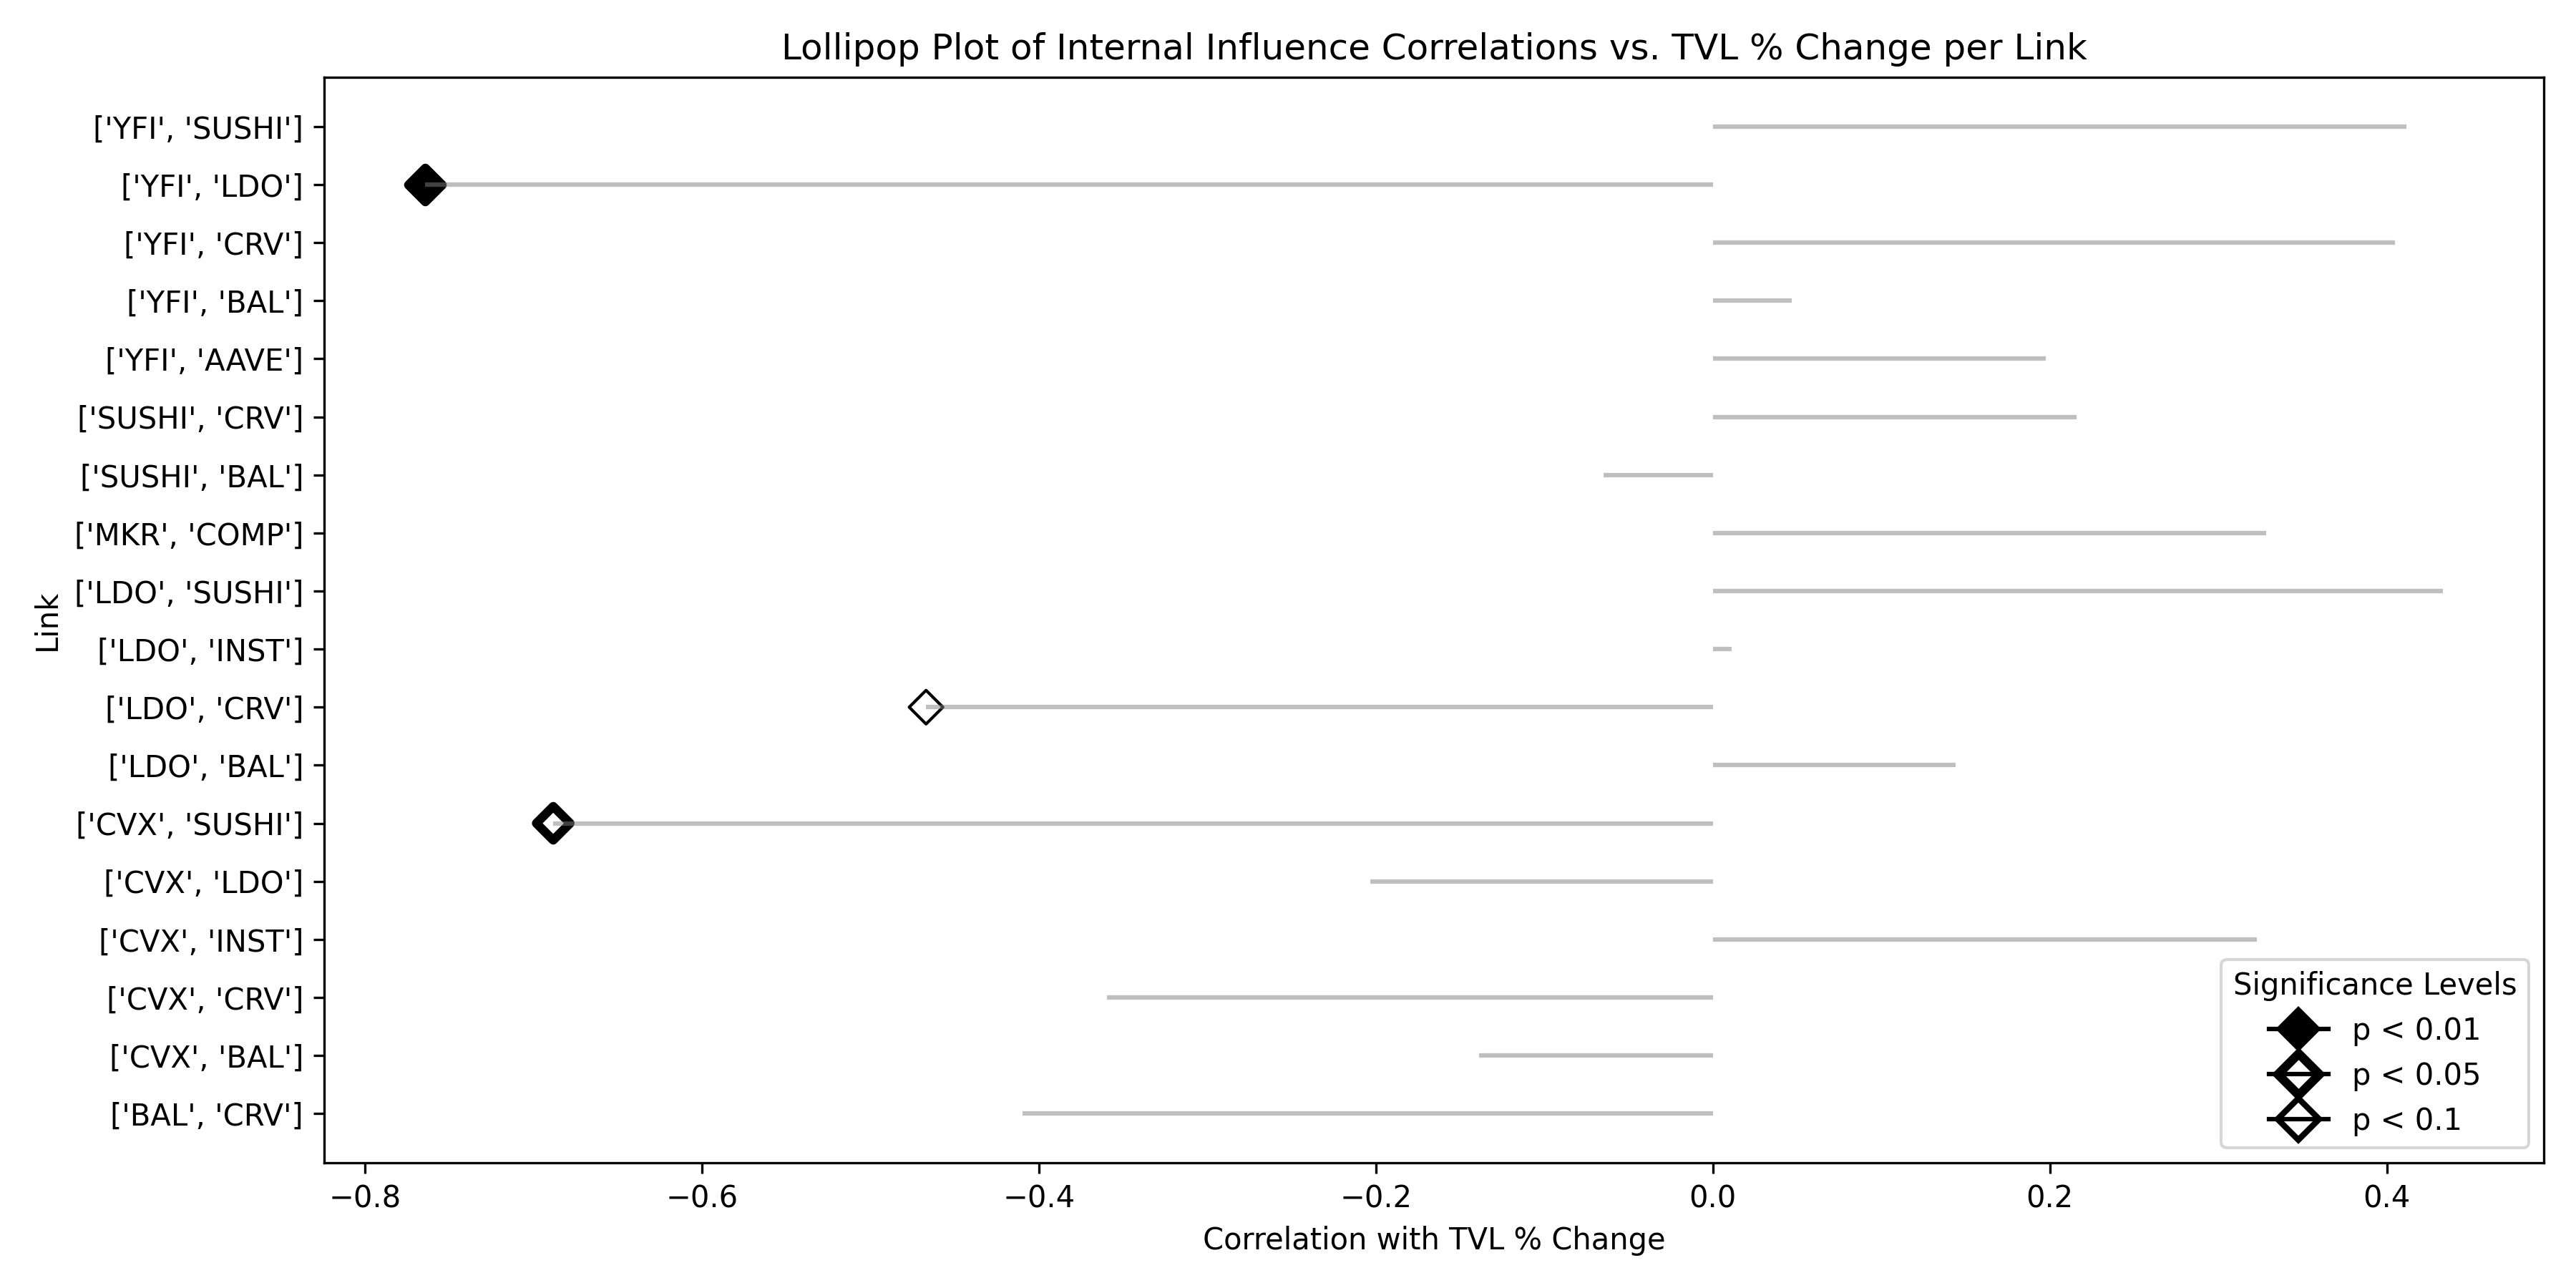 Lollipop Plot of Internal Influence Correlations vs. TVL % Change per Link
['YFI', 'SUSHI']
['YFI', 'LDO']
['YFI', 'CRV']
['YFI', 'BAL']
['YFI', 'AAVE']
['SUSHI', 'CRV']
['SUSHI', 'BAL']
['MKR', 'COMP']
['LDO', 'SUSHI']
['LDO', 'INST']
['LDO', 'CRV']
['LDO', 'BAL']
['CVX', 'SUSHI']
['CVX', 'LDO']
['CVX', 'INST']
['CVX', 'CRV']
['CVX', 'BAL']
['BAL', 'CRV']
Link
Significance Levels
p < 0.01
p < 0.05
p < 0.1
−0.8 −0.6 −0.4 −0.2 0.0 0.2 0.4
Correlation with TVL % Change